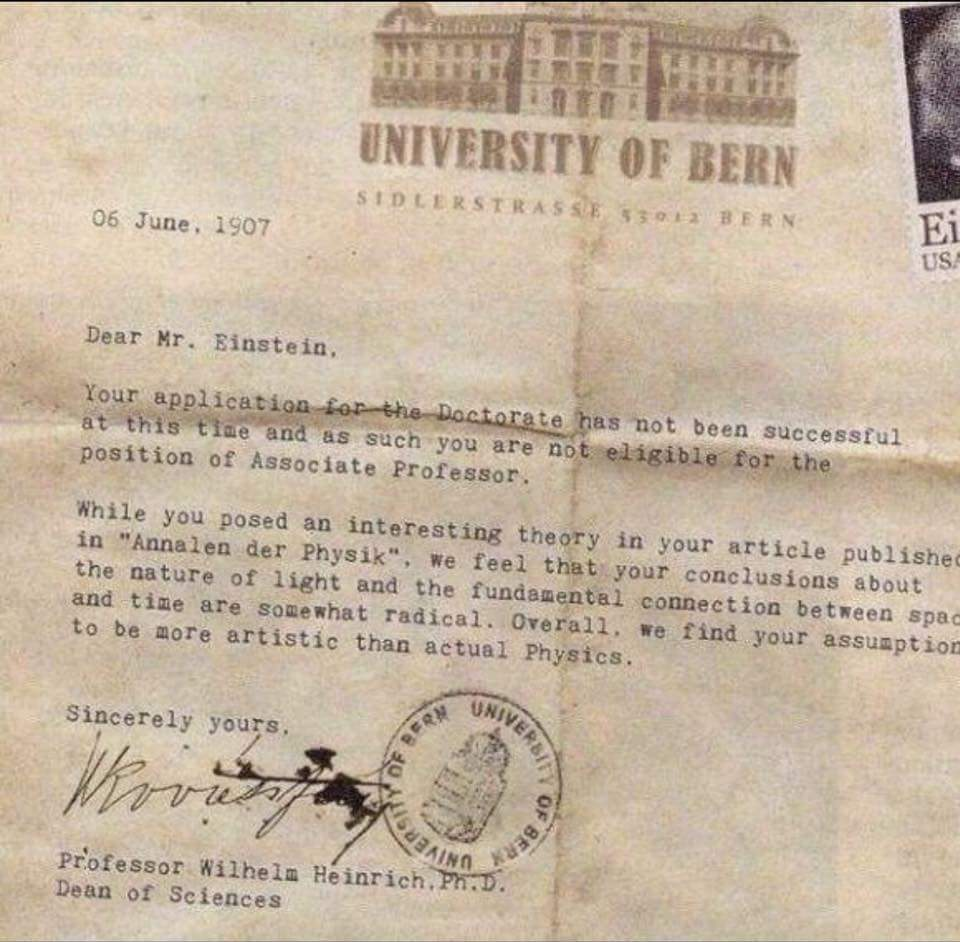 UNIVERSITY OF BERN
SIDLERSTRASSE, 53012 BERN
Ei
USA
06 June, 1907
Dear Mr. Einstein,
Your application for the Doctorate has not been successful
at this time and as such you are not eligible for the
position of Associate Professor.
While you posed an interesting theory in your article published
in "Annalen der Physik", we feel that your conclusions about
the nature of light and the fundamental connection between spac
and time are somewhat radical. Overall, we find your assumption
to be more artistic than actual Physics.
Sincerely yours,
UNIVERSITY OF BERN UNIVERSITY OF BERN
Professor Wilhelm Heinrich, Ph.D.
Dean of Sciences